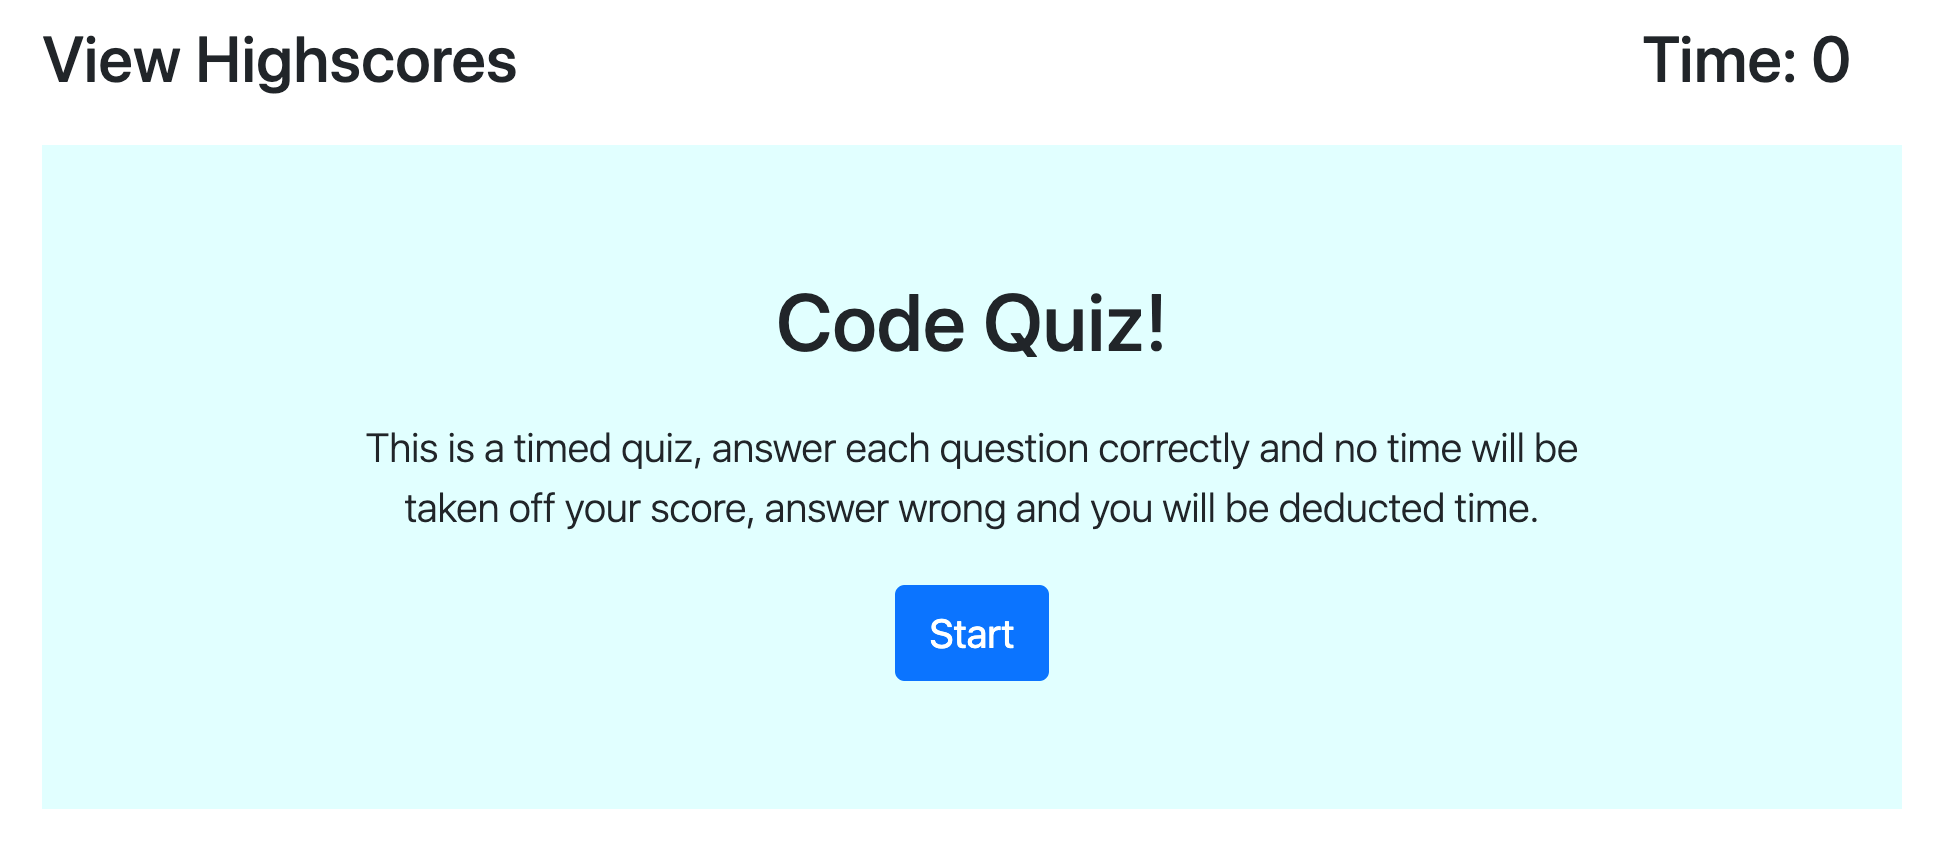 View Highscores
Time: 0
Code Quiz!
This is a timed quiz, answer each question correctly and no time will be
taken off your score, answer wrong and you will be deducted time.
Start